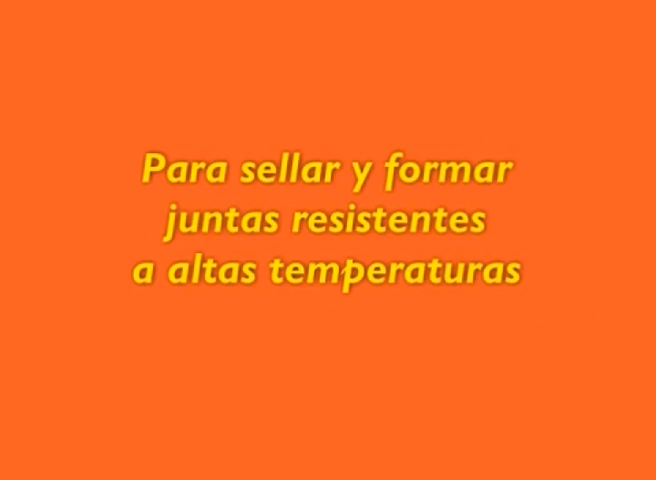 Para sellar y formar
juntas resistentes
a altas temperaturas